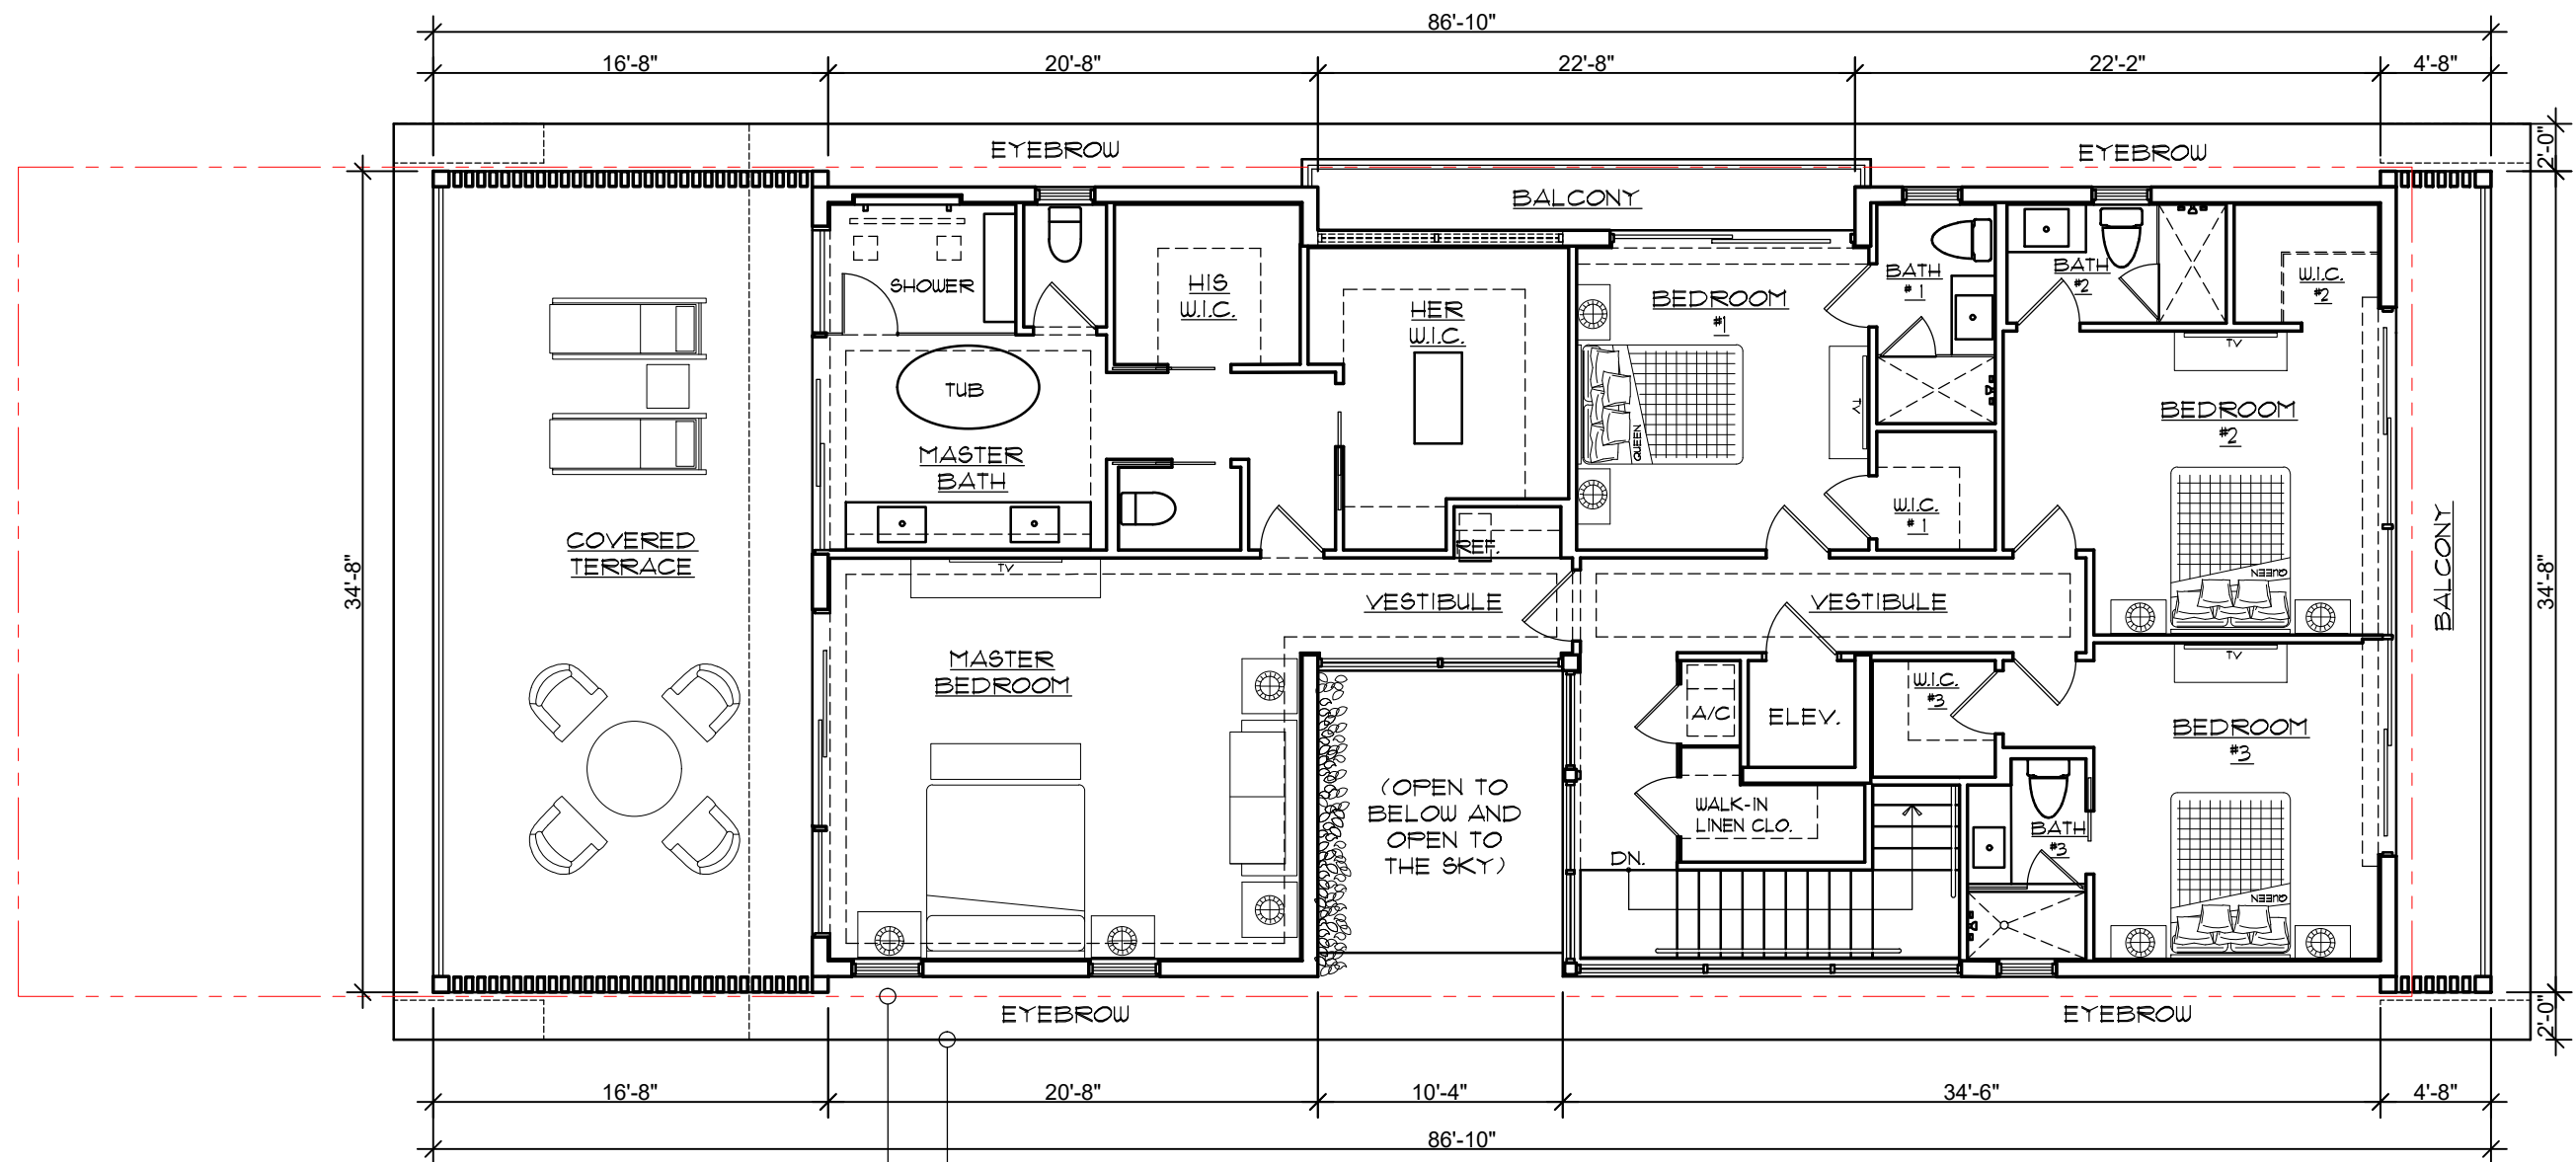 86'-10"
16'-8"
20'-8"
22'-8"
22'-2"
4'-8"
2'-0"
EYEBROW
EYEBROW
BALCONY
SHOWER
HIS
W.I.C.
HER
W.I.C.
BEDROOM
#1
BATH
#1
BATH
#2
W.I.C.
#2
TV
TUB
MASTER
BATH
TV
QUEEN
BEDROOM
#2
W.I.C.
#1
COVERED
TERRACE
34'-8"
REF.
TV
QUEEN
BALCONY
34'-8"
VESTIBULE
VESTIBULE
MASTER
BEDROOM
TV
W.I.C.
#3
A/C
ELEV.
BEDROOM
#3
(OPEN TO
BELOW AND
OPEN TO
THE SKY)
WALK-IN
LINEN CLO.
BATH
#3
DN.
QUEEN
EYEBROW
EYEBROW
2'-0"
16'-8"
20'-8"
10'-4"
34'-6"
4'-8"
86'-10"